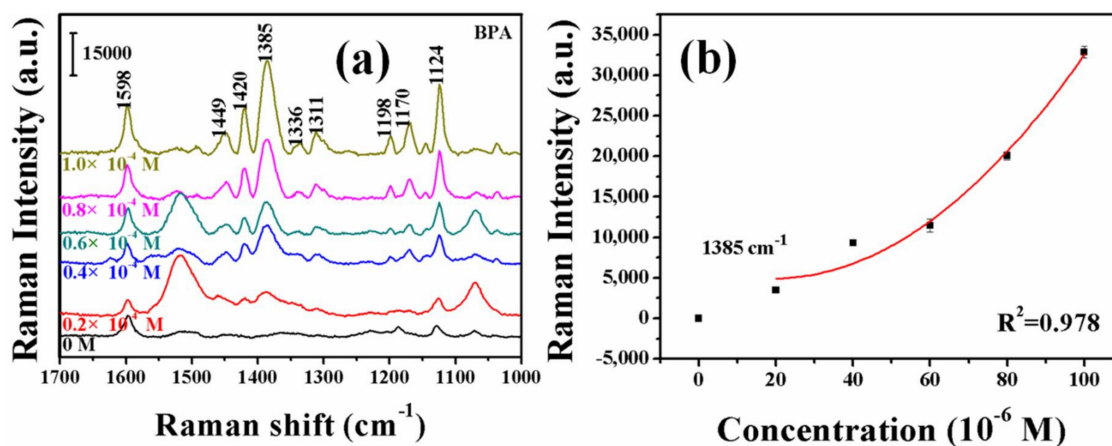 15000
(a)
BPA
1598
1449
1420
1385
1336
1311
1198
1170
1124
1.0× 10⁻⁴ M
0.8× 10⁻⁴ M
0.6× 10⁻⁴ M
0.4× 10⁻⁴ M
0.2× 10⁻⁴ M
0 M
Raman Intensity (a.u.)
1700 1600 1500 1400 1300 1200 1100 1000
Raman shift (cm⁻¹)
(b)
35,000
30,000
25,000
20,000
15,000
10,000
5,000
0
-5,000
Raman Intensity (a.u.)
1385 cm⁻¹
R²=0.978
0 20 40 60 80 100
Concentration (10⁻⁶ M)